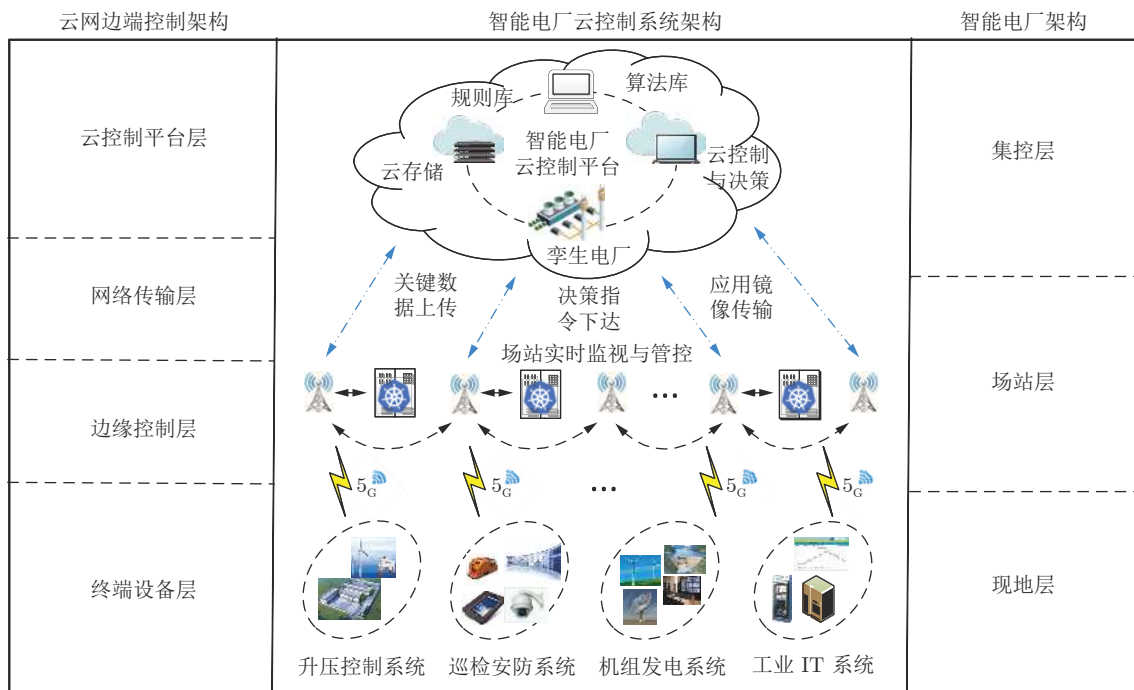 云网边端控制架构
智能电厂云控制系统架构
智能电厂架构
云控制平台层
网络传输层
边缘控制层
终端设备层
规则库
算法库
智能电厂
云控制平台
云存储
云控制
与决策
孪生电厂
关键数
据上传
决策指
令下达
应用镜
像传输
场站实时监视与管控
...
5G
5G
...
5G
5G
升压控制系统
巡检安防系统
机组发电系统
工业 IT 系统
集控层
场站层
现地层